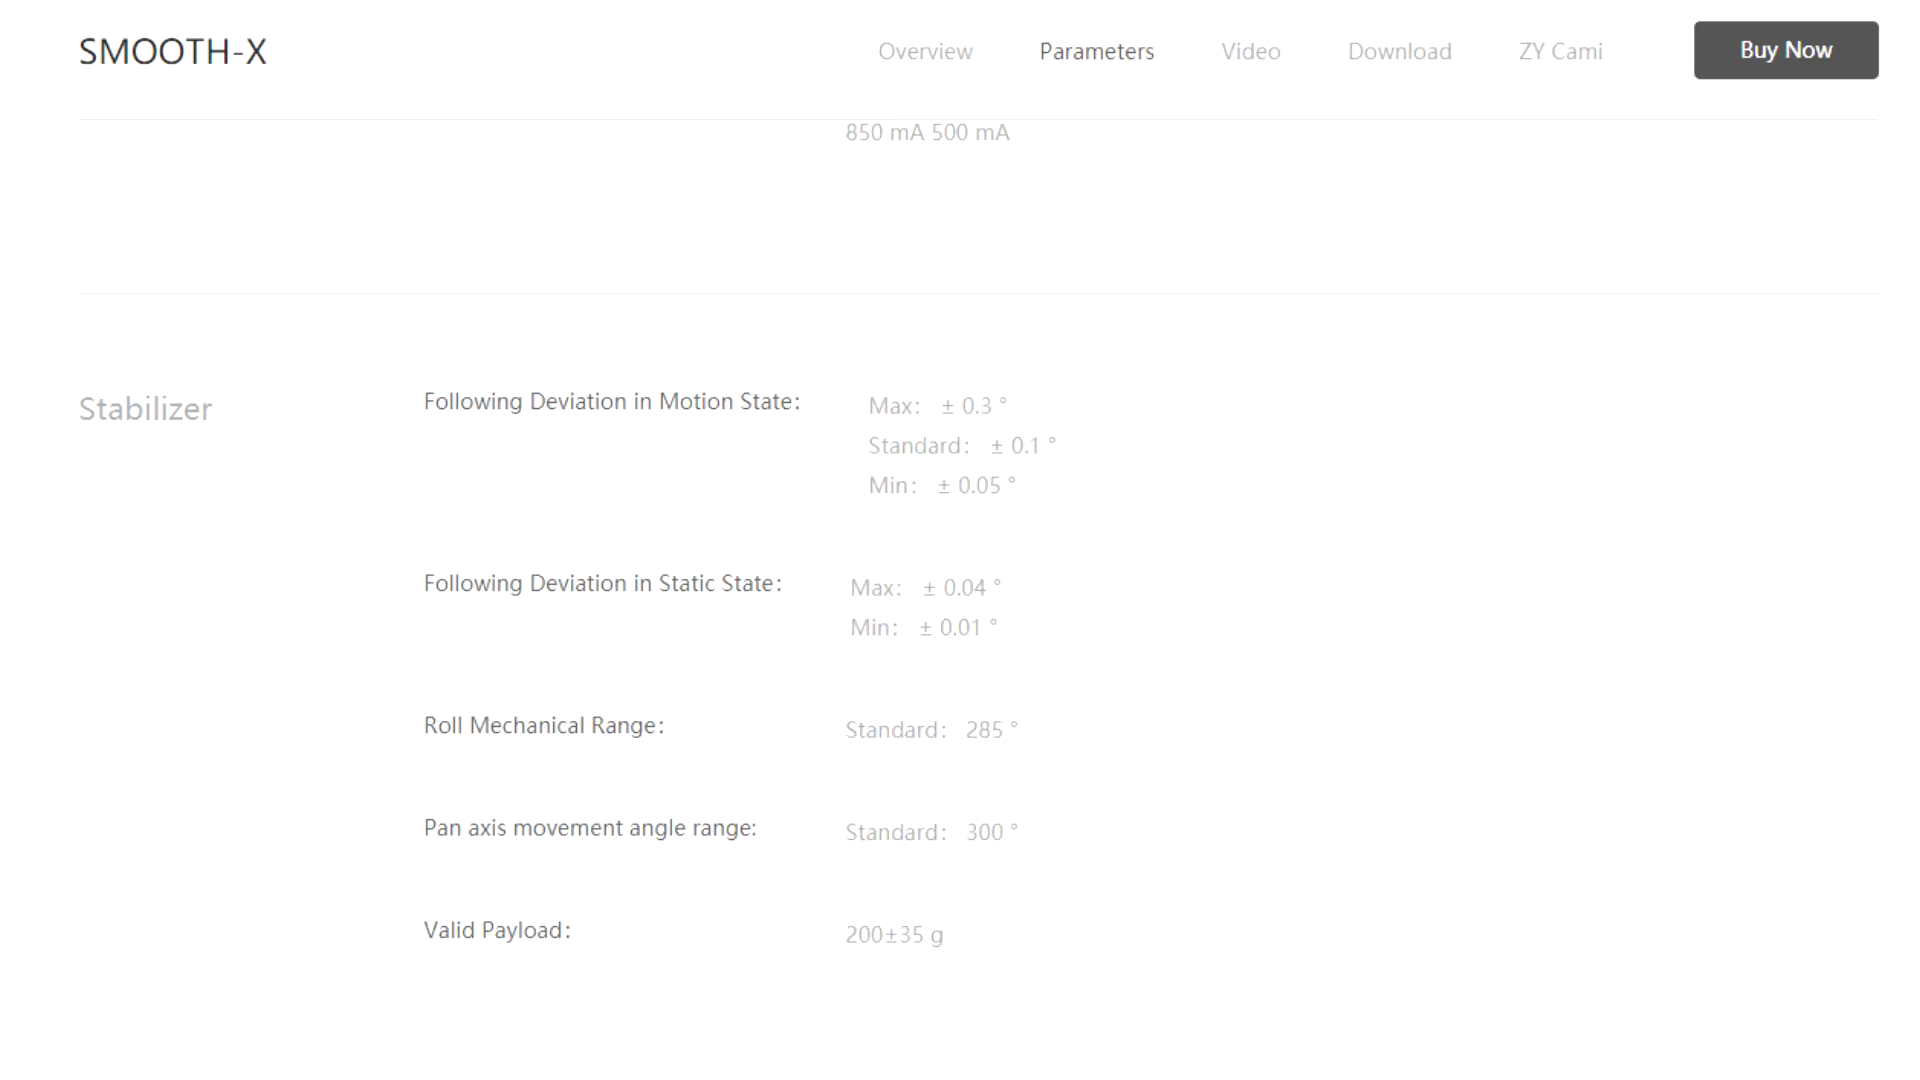 SMOOTH-X
Overview
Parameters
Video
Download
ZY Cami
Buy Now
850 mA 500 mA
Stabilizer
Following Deviation in Motion State：
Max： ± 0.3 °
Standard： ± 0.1 °
Min： ± 0.05 °
Following Deviation in Static State：
Max： ± 0.04 °
Min： ± 0.01 °
Roll Mechanical Range：
Standard： 285 °
Pan axis movement angle range:
Standard： 300 °
Valid Payload：
200±35 g